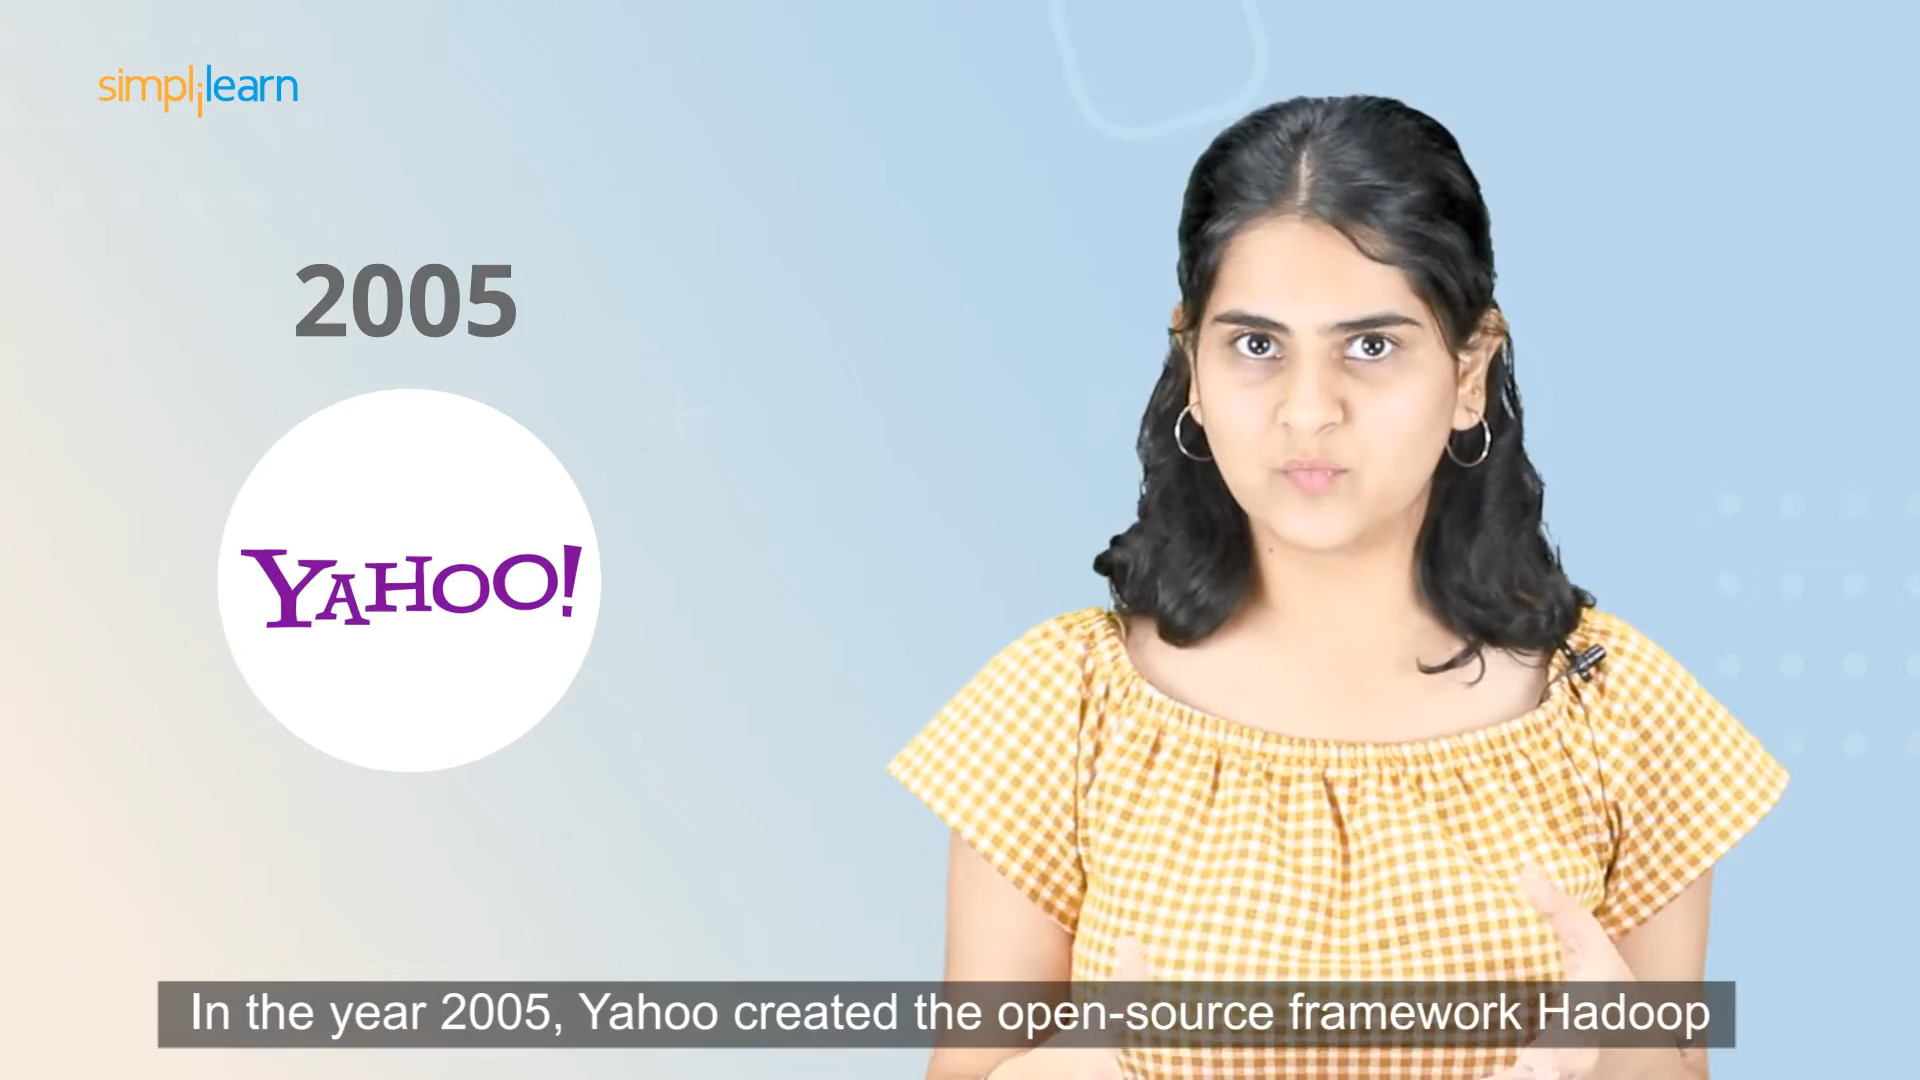 simplilearn
2005
YAHOO!
In the year 2005, Yahoo created the open-source framework Hadoop